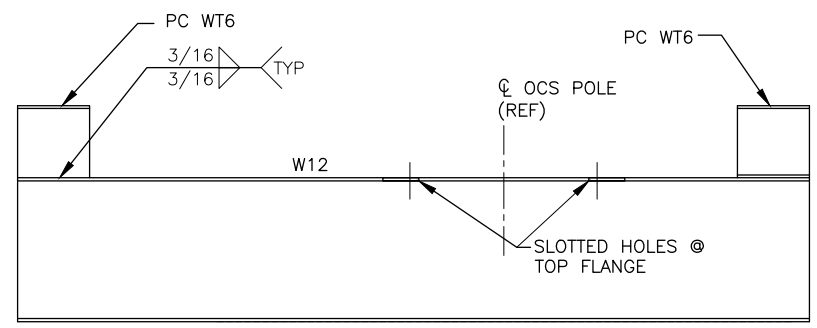 PC WT6
3/16
3/16
TYP
PC WT6
℄ OCS POLE
(REF)
W12
SLOTTED HOLES @
TOP FLANGE